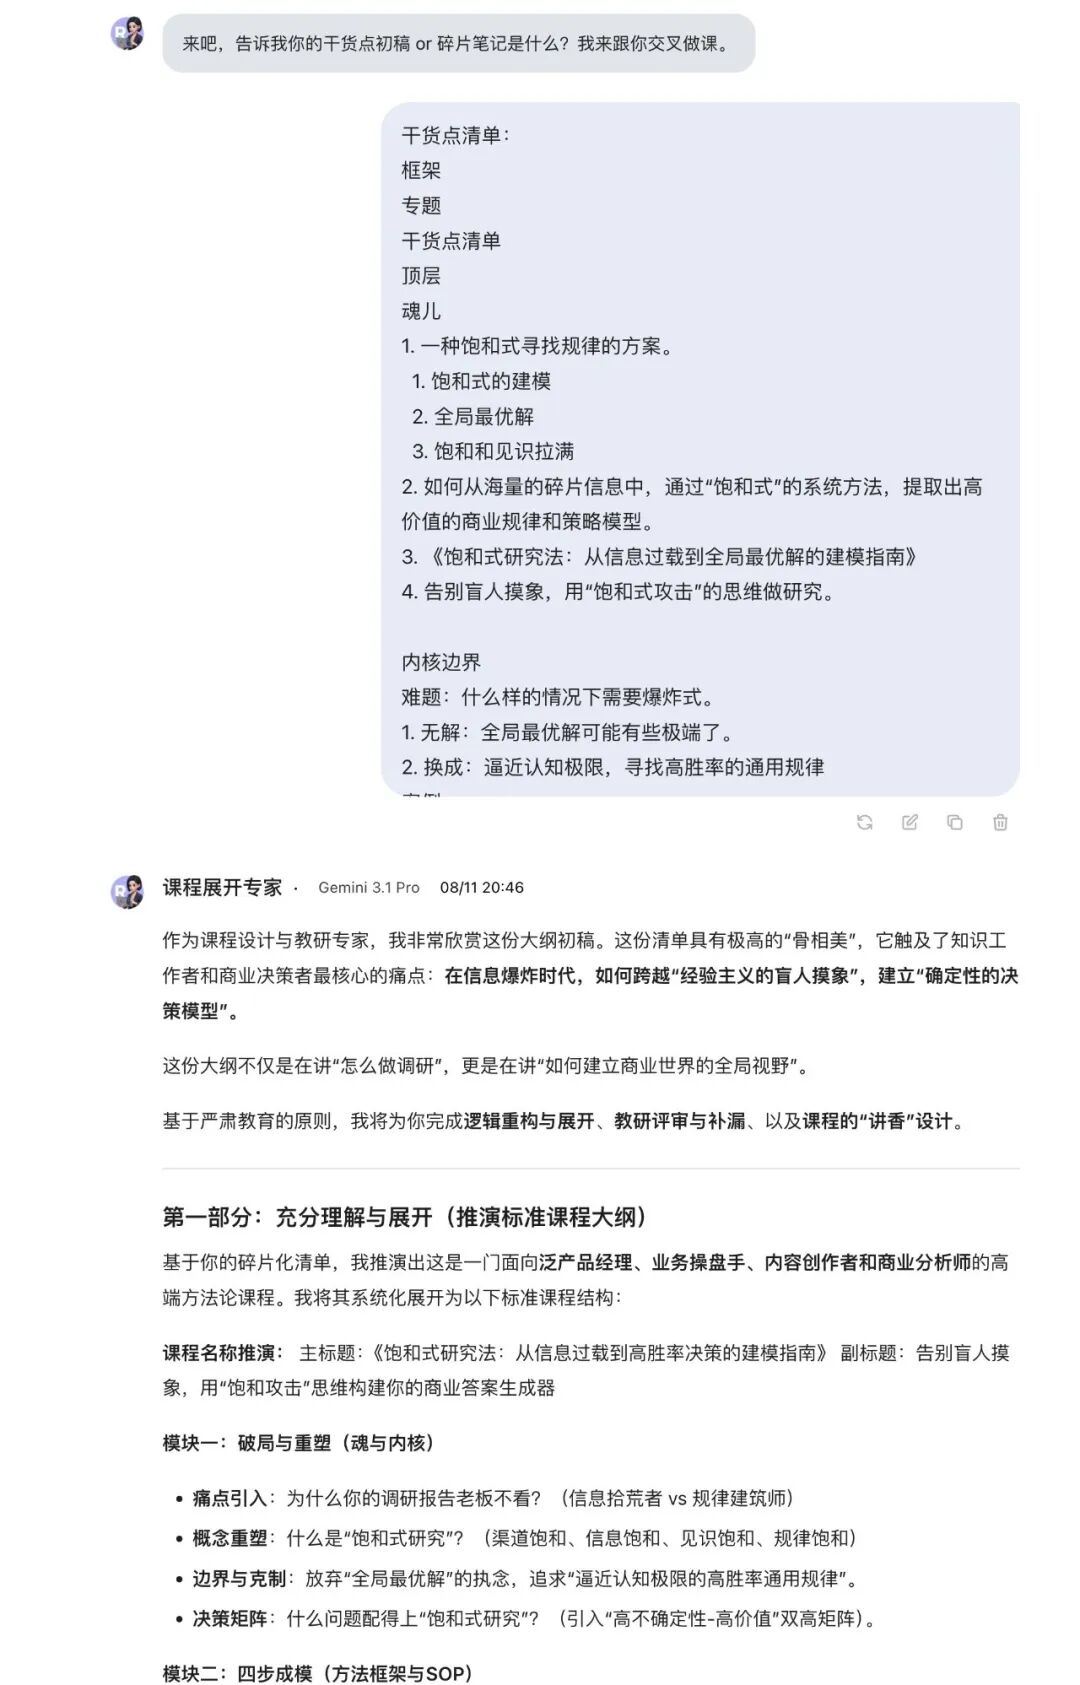 来吧，告诉我你的干货点初稿 or 碎片笔记是什么？我来跟你交叉做课。
干货点清单：
框架
专题
干货点清单
顶层
魂儿
1. 一种饱和式寻找规律的方案。
1. 饱和式的建模
2. 全局最优解
3. 饱和和见识拉满
2. 如何从海量的碎片信息中，通过“饱和式”的系统方法，提取出高
价值的商业规律和策略模型。
3. 《饱和式研究法：从信息过载到全局最优解的建模指南》
4. 告别盲人摸象，用“饱和式攻击”的思维做研究。
内核边界
难题：什么样的情况下需要爆炸式。
1. 无解：全局最优解可能有些极端了。
2. 换成：逼近认知极限，寻找高胜率的通用规律
课程展开专家 · Gemini 3.1 Pro 08/11 20:46
作为课程设计与教研专家，我非常欣赏这份大纲初稿。这份清单具有极高的“骨相美”，它触及了知识工
作者和商业决策者最核心的痛点：在信息爆炸时代，如何跨越“经验主义的盲人摸象”，建立“确定性的决
策模型”。
这份大纲不仅是在讲“怎么做调研”，更是在讲“如何建立商业世界的全局视野”。
基于严肃教育的原则，我将为你完成逻辑重构与展开、教研评审与补漏、以及课程的“讲香”设计。
第一部分：充分理解与展开（推演标准课程大纲）
基于你的碎片化清单，我推演出这是一门面向泛产品经理、业务操盘手、内容创作者和商业分析师的高
端方法论课程。我将其系统化展开为以下标准课程结构：
课程名称推演： 主标题：《饱和式研究法：从信息过载到高胜率决策的建模指南》 副标题：告别盲人摸
象，用“饱和攻击”思维构建你的商业答案生成器
模块一：破局与重塑（魂与内核）
• 痛点引入：为什么你的调研报告老板不看？（信息拾荒者 vs 规律建筑师）
• 概念重塑：什么是“饱和式研究”？（渠道饱和、信息饱和、见识饱和、规律饱和）
• 边界与克制：放弃“全局最优解”的执念，追求“逼近认知极限的高胜率通用规律”。
• 决策矩阵：什么问题配得上“饱和式研究”？（引入“高不确定性-高价值”双高矩阵）。
模块二：四步成模（方法框架与SOP）